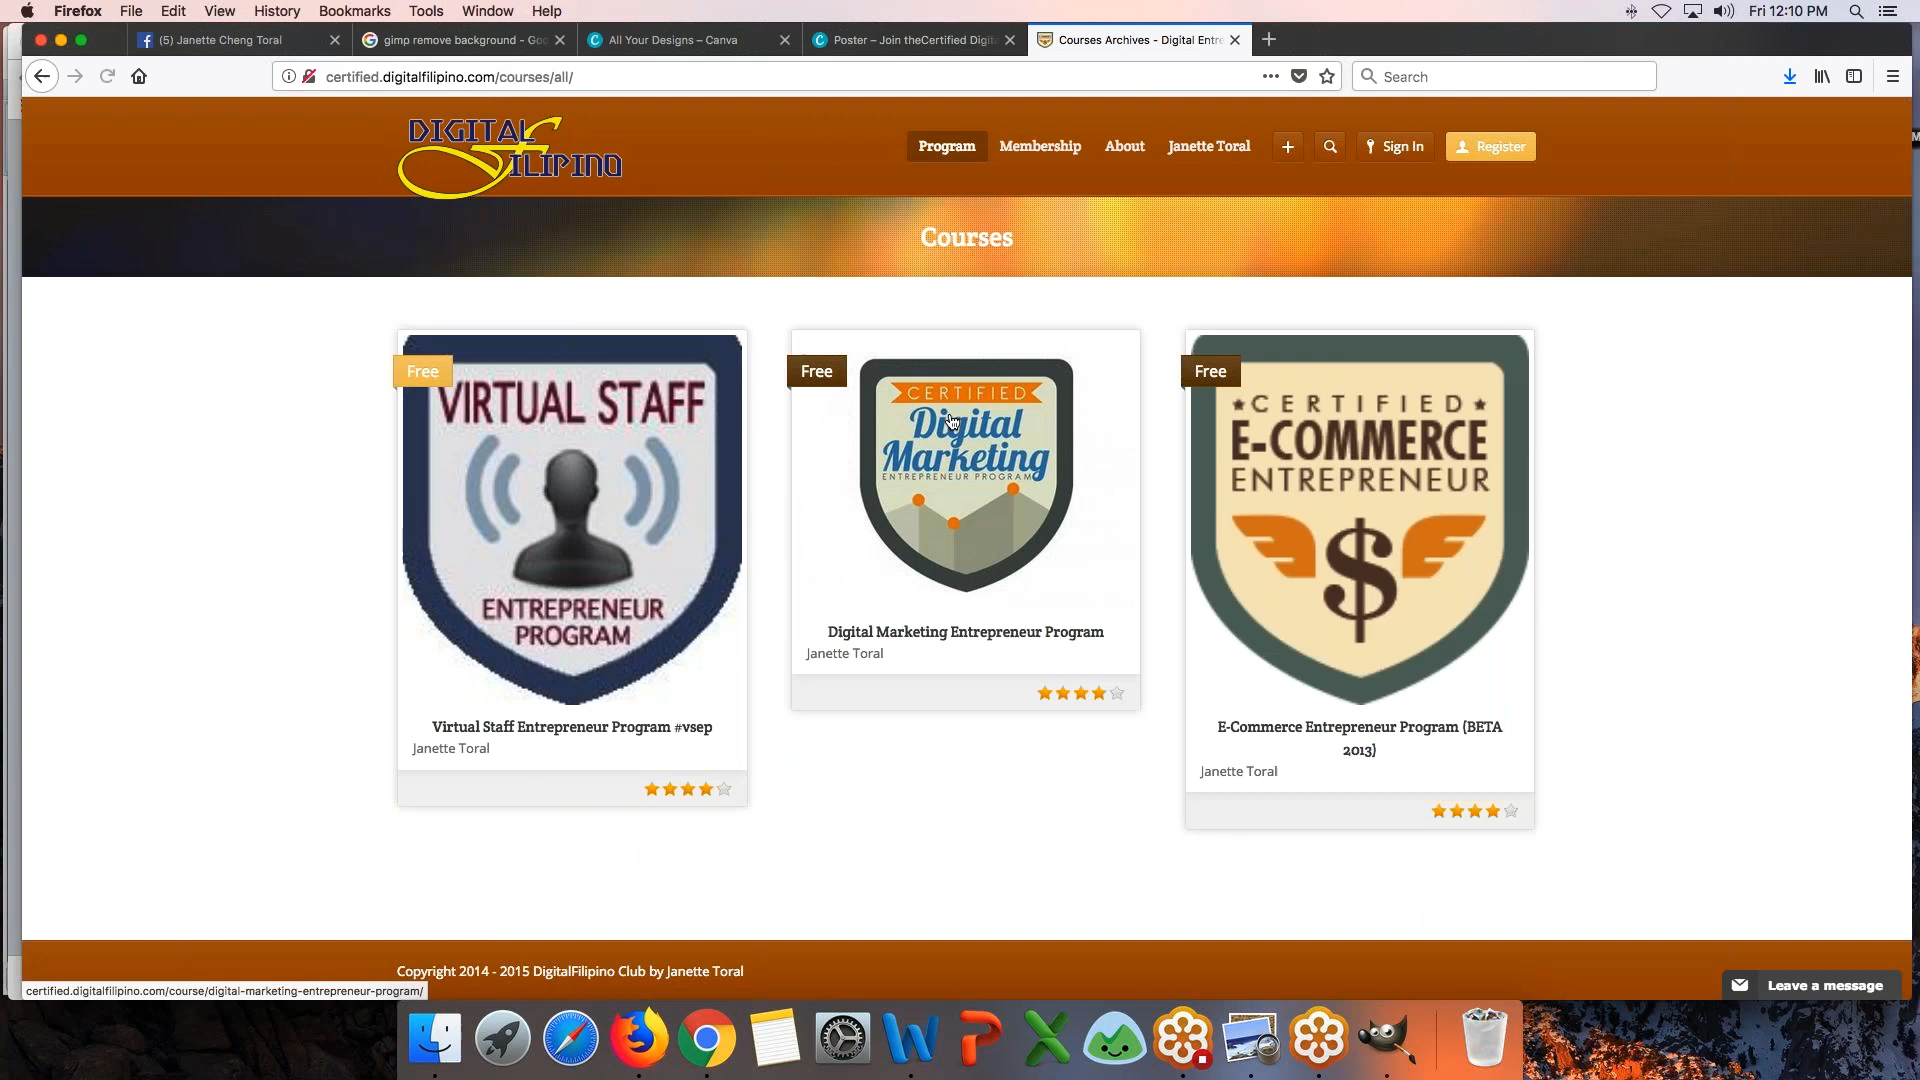 Firefox File Edit View History Bookmarks Tools Window Help Fri 12:10 PM
(5) Janette Cheng Toral
gimp remove background - Goo
All Your Designs – Canva
Poster – Join theCertified Digita
Courses Archives - Digital Entre
certified.digitalfilipino.com/courses/all/
Search
DIGITAL
FILIPINO
Program Membership About Janette Toral + Sign In Register
Courses
Free
VIRTUAL STAFF
ENTREPRENEUR
PROGRAM
Virtual Staff Entrepreneur Program #vsep
Janette Toral
Free
CERTIFIED
Digital
Marketing
ENTREPRENEUR PROGRAM
Digital Marketing Entrepreneur Program
Janette Toral
Free
CERTIFIED
E-COMMERCE
ENTREPRENEUR
$
E-Commerce Entrepreneur Program (BETA
2013)
Janette Toral
Copyright 2014 - 2015 DigitalFilipino Club by Janette Toral
certified.digitalfilipino.com/course/digital-marketing-entrepreneur-program/
Leave a message